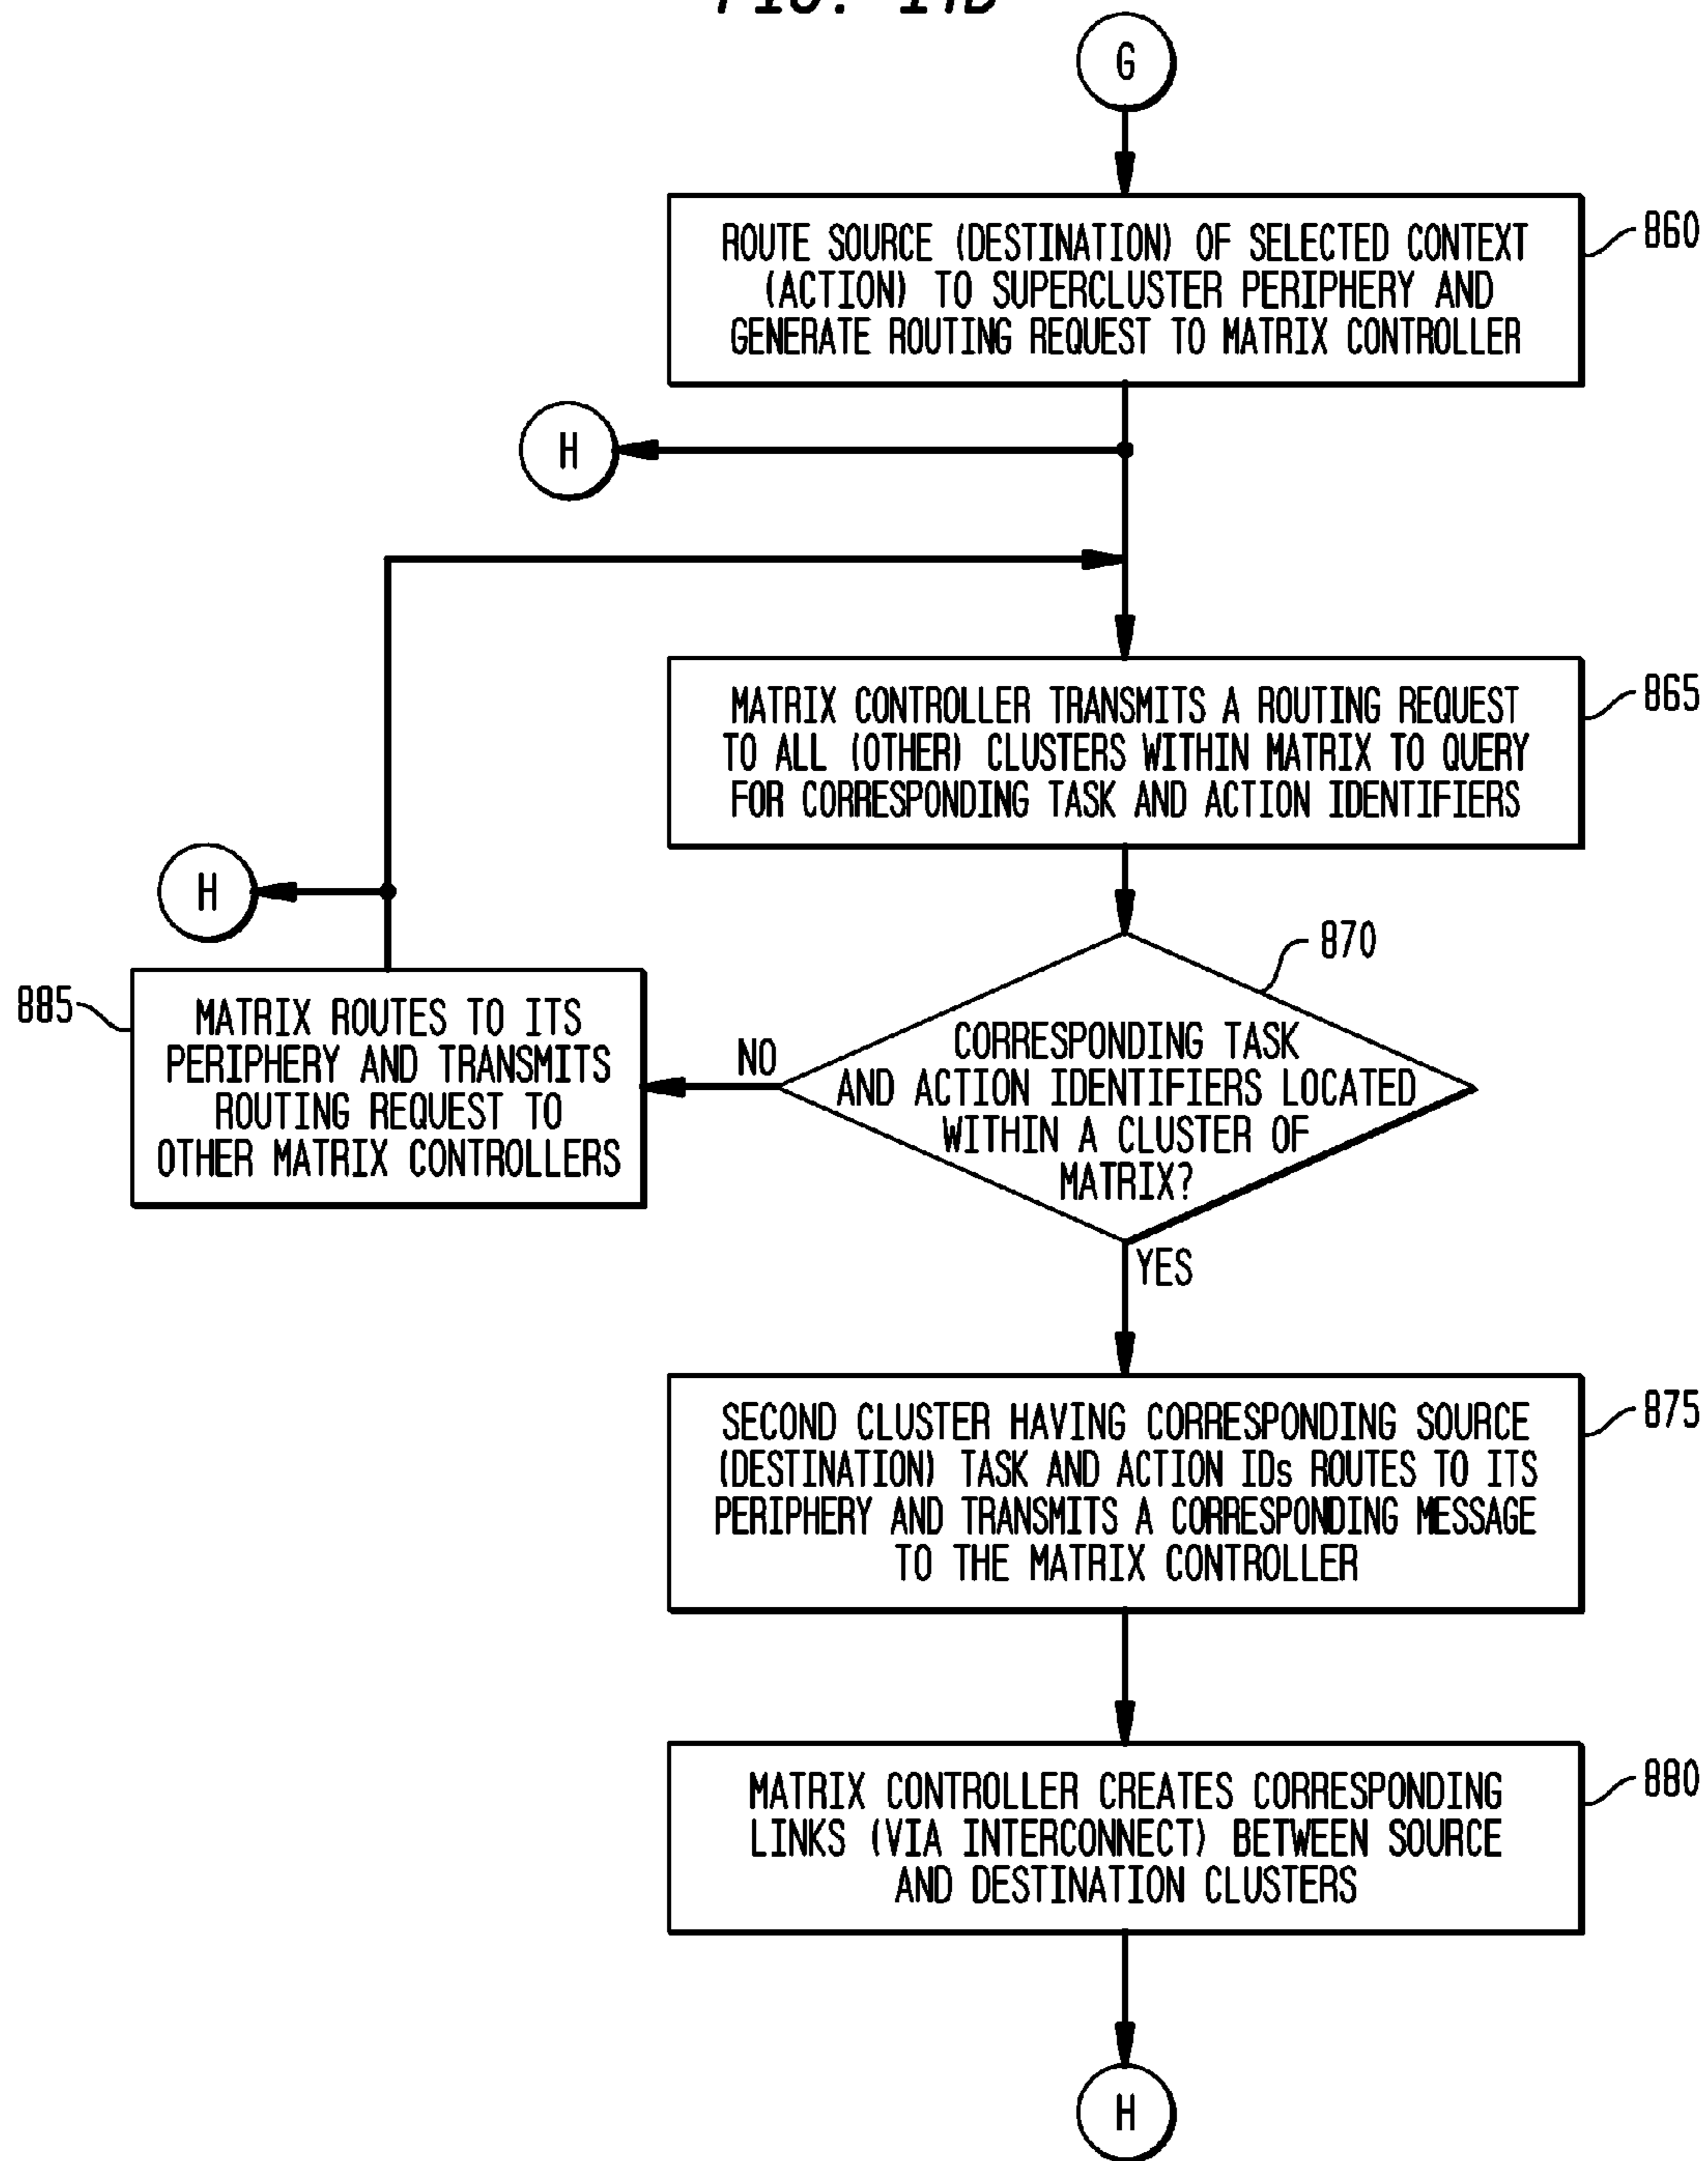 G
ROUTE SOURCE (DESTINATION) OF SELECTED CONTEXT
(ACTION) TO SUPERCLUSTER PERIPHERY AND
GENERATE ROUTING REQUEST TO MATRIX CONTROLLER
860
H
MATRIX CONTROLLER TRANSMITS A ROUTING REQUEST
TO ALL (OTHER) CLUSTERS WITHIN MATRIX TO QUERY
FOR CORRESPONDING TASK AND ACTION IDENTIFIERS
865
H
870
CORRESPONDING TASK
AND ACTION IDENTIFIERS LOCATED
WITHIN A CLUSTER OF
MATRIX?
NO
885
MATRIX ROUTES TO ITS
PERIPHERY AND TRANSMITS
ROUTING REQUEST TO
OTHER MATRIX CONTROLLERS
YES
SECOND CLUSTER HAVING CORRESPONDING SOURCE
(DESTINATION) TASK AND ACTION IDs ROUTES TO ITS
PERIPHERY AND TRANSMITS A CORRESPONDING MESSAGE
TO THE MATRIX CONTROLLER
875
MATRIX CONTROLLER CREATES CORRESPONDING
LINKS (VIA INTERCONNECT) BETWEEN SOURCE
AND DESTINATION CLUSTERS
880
H